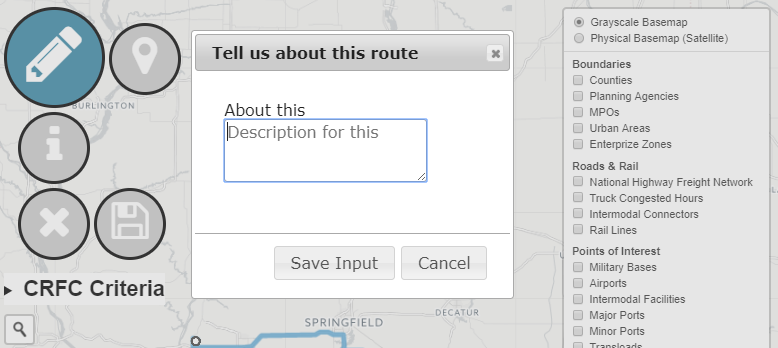 BURLINGTON
Tell us about this route
About this
Description for this
Save Input
Cancel
▸ CRFC Criteria
SPRINGFIELD
DECATUR
Grayscale Basemap
Physical Basemap (Satellite)
Boundaries
Counties
Planning Agencies
MPOs
Urban Areas
Enterprize Zones
Roads & Rail
National Highway Freight Network
Truck Congested Hours
Intermodal Connectors
Rail Lines
Points of Interest
Military Bases
Airports
Intermodal Facilities
Major Ports
Minor Ports
Transloads